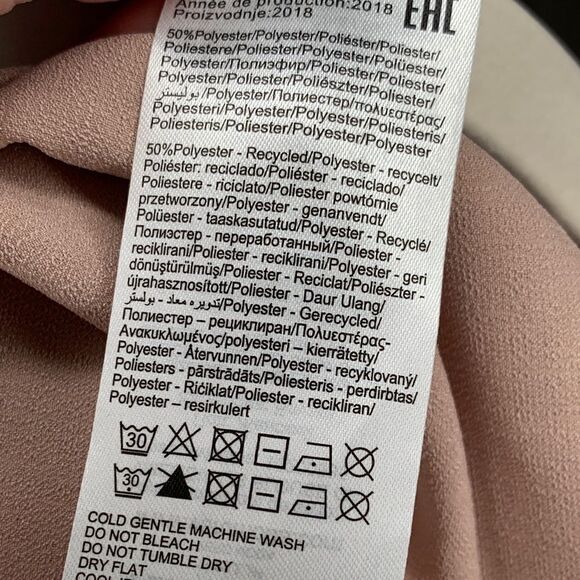 Année de production:2018
Proizvodnje:2018
EAC
50%Polyester/Polyester/Poliéster/Poliester/
Poliestere/Poliester/Polyester/Polüester/
Polyester/Полиэфир/Poliester/Poliester/
Polyester/Poliester/Poliészter/Poliester/
بوليستر/Polyester/Полиестер/πολυεστέρας/
Polyesteri/Polyester/Polyester/Poliesteris/
Poliesteris/Poliester/Polyester/Polyester
50%Polyester - Recycled/Polyester - recycelt/
Poliéster: reciclado/Poliéster - reciclado/
Poliestere - riciclato/Poliester powtórnie
przetworzony/Polyester - genanvendt/
Polüester - taaskasutatud/Polyester - Recyclé/
Полиэстер - переработанный/Poliester -
reciklirani/Poliester - reciklirani/Polyester - geri
dönüştürülmüş/Poliester - Reciclat/Poliészter -
újrahasznosított/Poliester - Daur Ulang/
تدويره معاد - بولستر/Polyester - Gerecycled/
Полиестер – рециклиран/Πολυεστέρας-
Ανακυκλωμένος/polyesteri – kierrätetty/
Polyester - Återvunnen/Polyester - recyklovaný/
Poliesters - pārstrādāts/Poliesteris - perdirbtas/
Polyester - Riċiklat/Poliester - recikliran/
Polyester – resirkulert
30
30
COLD GENTLE MACHINE WASH
DO NOT BLEACH
DO NOT TUMBLE DRY
DRY FLAT